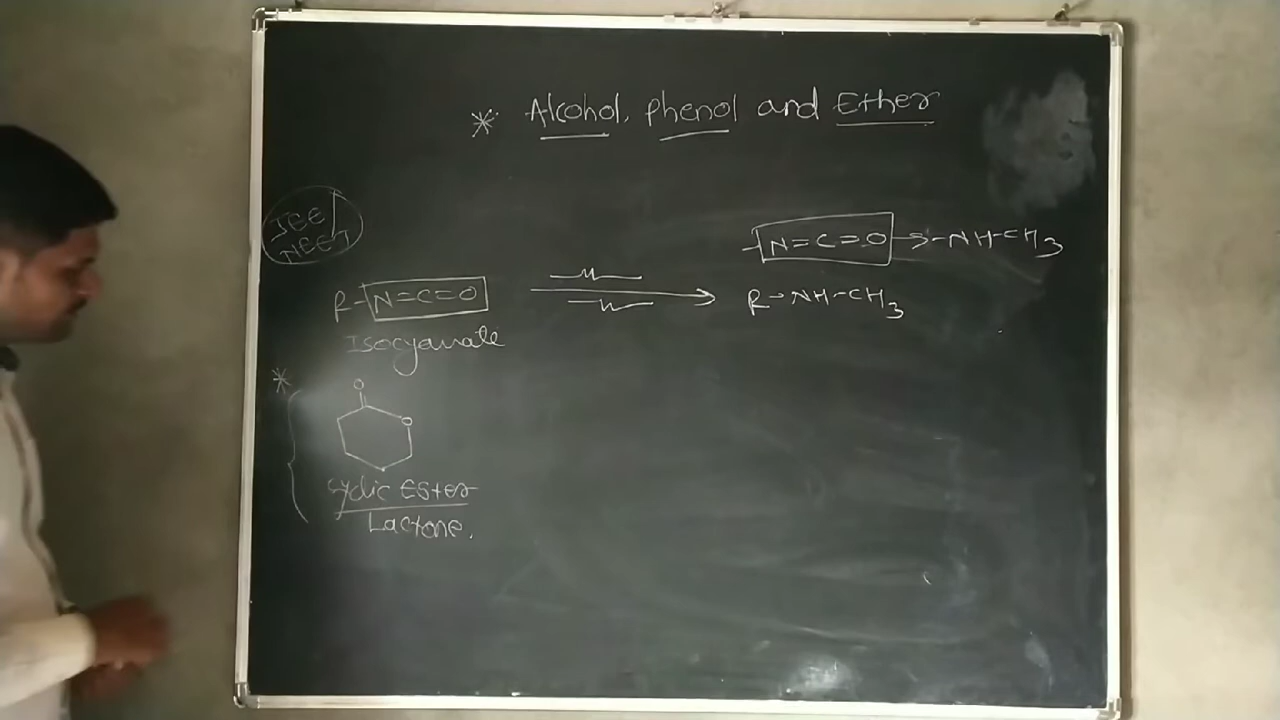 * Alcohol, phenol and Ether
JEE/
NEET
-N=C=O → -NH-CH3
R-N=C=O → R-NH-CH3
Isocyanate
*
O
O
Cyclic Ester
Lactone.